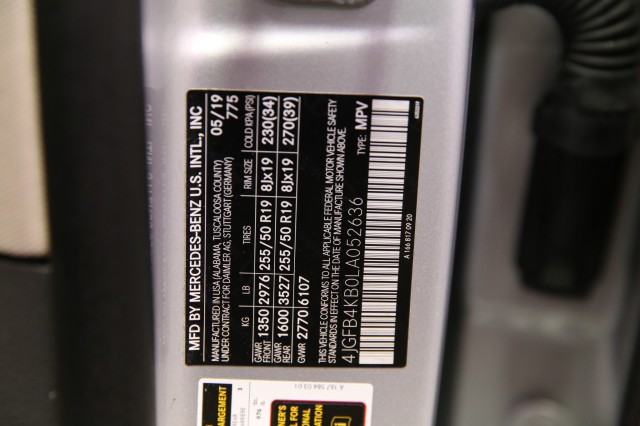 MFD BY MERCEDES-BENZ U.S. INTL., INC
MANUFACTURED IN USA (ALABAMA, TUSCALOOSA COUNTY)
UNDER CONTRACT FOR DAIMLER AG, STUTTGART (GERMANY)
05/19
775
KG LB TIRES RIM SIZE COLD KPA(PSI)
GAWR FRONT 1350 2976 255/50 R19 8Jx19 230(34)
GAWR REAR 1600 3527 255/50 R19 8Jx19 270(39)
GVWR 2770 6107
THIS VEHICLE CONFORMS TO ALL APPLICABLE FEDERAL MOTOR VEHICLE SAFETY
STANDARDS IN EFFECT ON THE DATE OF MANUFACTURE SHOWN ABOVE.
4JGFB4KB0LA052636 TYPE: MPV
A 166 817 09 20
A 167 584 03 01